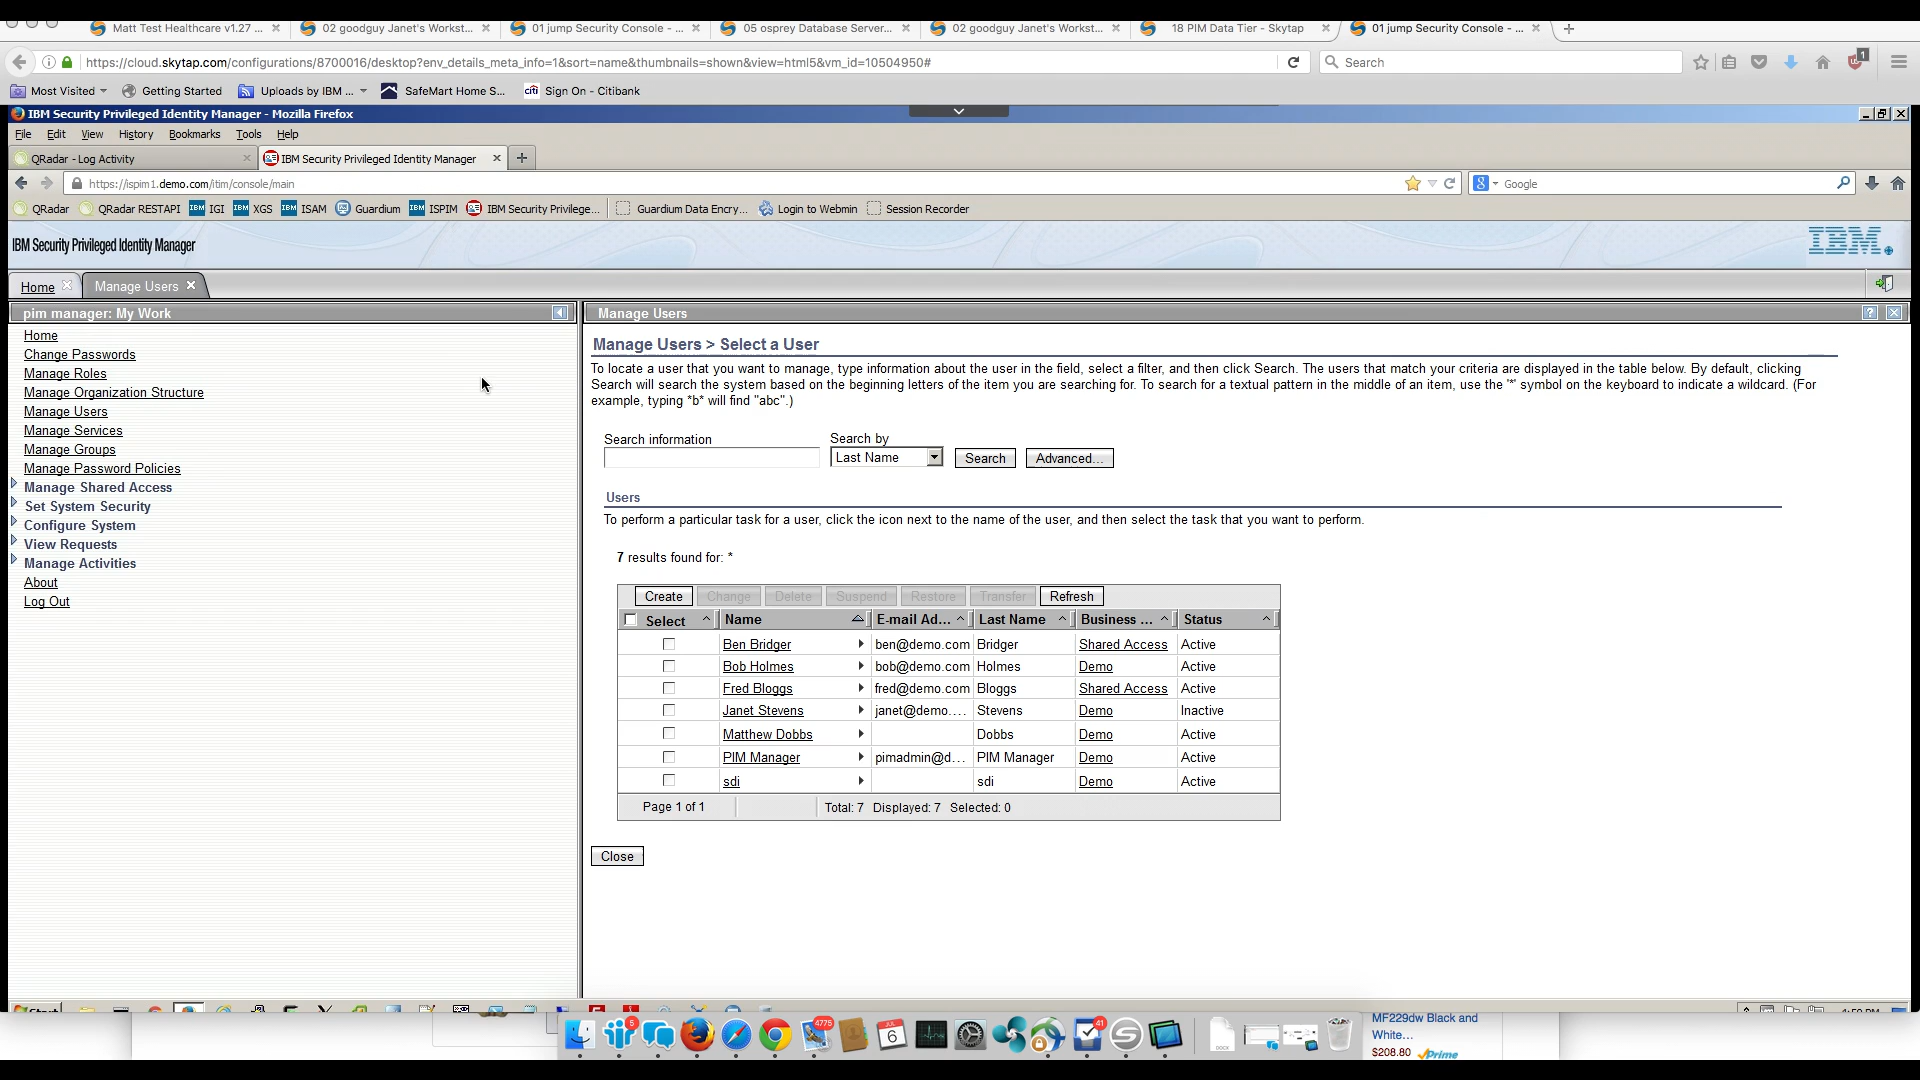 Matt Test Healthcare v1.27 ...
02 goodguy Janet's Workst...
01 jump Security Console - ...
05 osprey Database Server...
02 goodguy Janet's Workst...
18 PIM Data Tier - Skytap
01 jump Security Console - ...
https://cloud.skytap.com/configurations/8700016/desktop?env_details_meta_info=1&sort=name&thumbnails=shown&view=html5&vm_id=10504950#
Search
1
Most Visited
Getting Started
Uploads by IBM ...
SafeMart Home S...
citi Sign On - Citibank
IBM Security Privileged Identity Manager - Mozilla Firefox
File Edit View History Bookmarks Tools Help
QRadar - Log Activity
IBM Security Privileged Identity Manager
https://ispim1.demo.com/itim/console/main
Google
QRadar
QRadar RESTAPI
IBM IGI
IBM XGS
IBM ISAM
Guardium
IBM ISPIM
IBM Security Privilege...
Guardium Data Encry...
Login to Webmin
Session Recorder
IBM Security Privileged Identity Manager
IBM
Home
Manage Users
pim manager: My Work
Home
Change Passwords
Manage Roles
Manage Organization Structure
Manage Users
Manage Services
Manage Groups
Manage Password Policies
Manage Shared Access
Set System Security
Configure System
View Requests
Manage Activities
About
Log Out
Manage Users
Manage Users > Select a User
To locate a user that you want to manage, type information about the user in the field, select a filter, and then click Search. The users that match your criteria are displayed in the table below. By default, clicking
Search will search the system based on the beginning letters of the item you are searching for. To search for a textual pattern in the middle of an item, use the '*' symbol on the keyboard to indicate a wildcard. (For
example, typing *b* will find "abc".)
Search information
Search by
Last Name
Search
Advanced...
Users
To perform a particular task for a user, click the icon next to the name of the user, and then select the task that you want to perform.
7 results found for: *
Create Change Delete Suspend Restore Transfer Refresh
Select Name E-mail Ad... Last Name Business ... Status
Ben Bridger ben@demo.com Bridger Shared Access Active
Bob Holmes bob@demo.com Holmes Demo Active
Fred Bloggs fred@demo.com Bloggs Shared Access Active
Janet Stevens janet@demo.... Stevens Demo Inactive
Matthew Dobbs Dobbs Demo Active
PIM Manager pimadmin@d... PIM Manager Demo Active
sdi sdi Demo Active
Page 1 of 1 Total: 7 Displayed: 7 Selected: 0
Close
Start
4:59 PM
5
4775
JUL
6
41
DOCX
MF229dw Black and
White...
$208.80 Prime